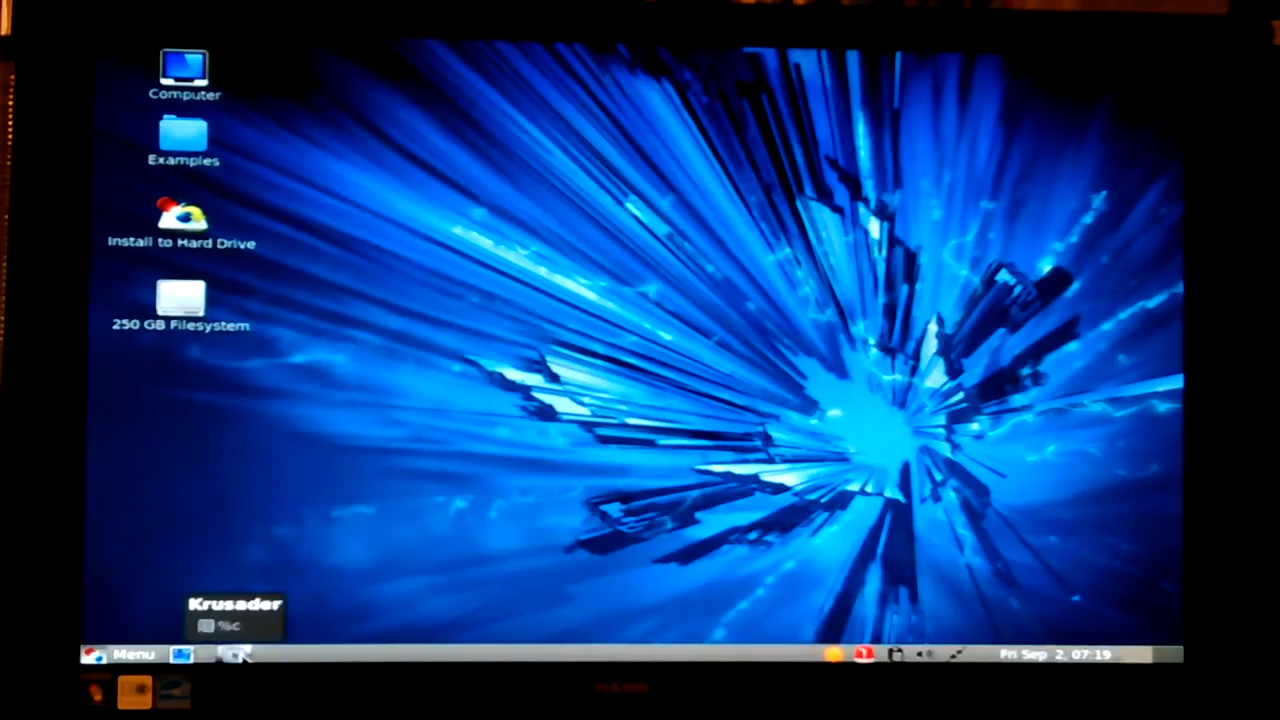 Computer
Examples
Install to Hard Drive
250 GB Filesystem
Krusader
%c
Menu
Fri Sep 2, 07:19